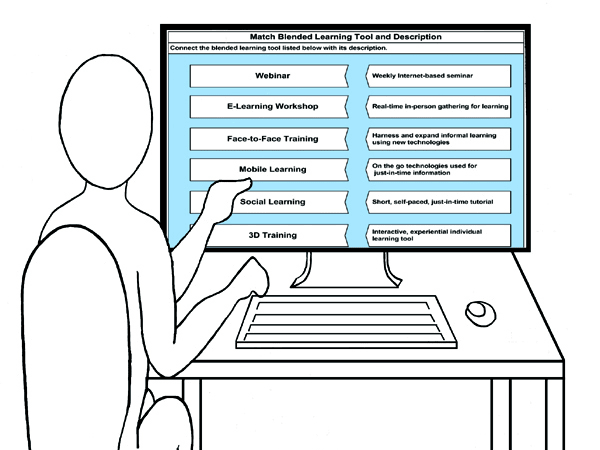 Match Blended Learning Tool and Description
Connect the blended learning tool listed below with its description.
Webinar
Weekly Internet-based seminar
E-Learning Workshop
Real-time in-person gathering for learning
Face-to-Face Training
Harness and expand informal learning
using new technologies
Mobile Learning
On the go technologies used for
just-in-time information
Social Learning
Short, self-paced, just-in-time tutorial
3D Training
Interactive, experiential individual
learning tool